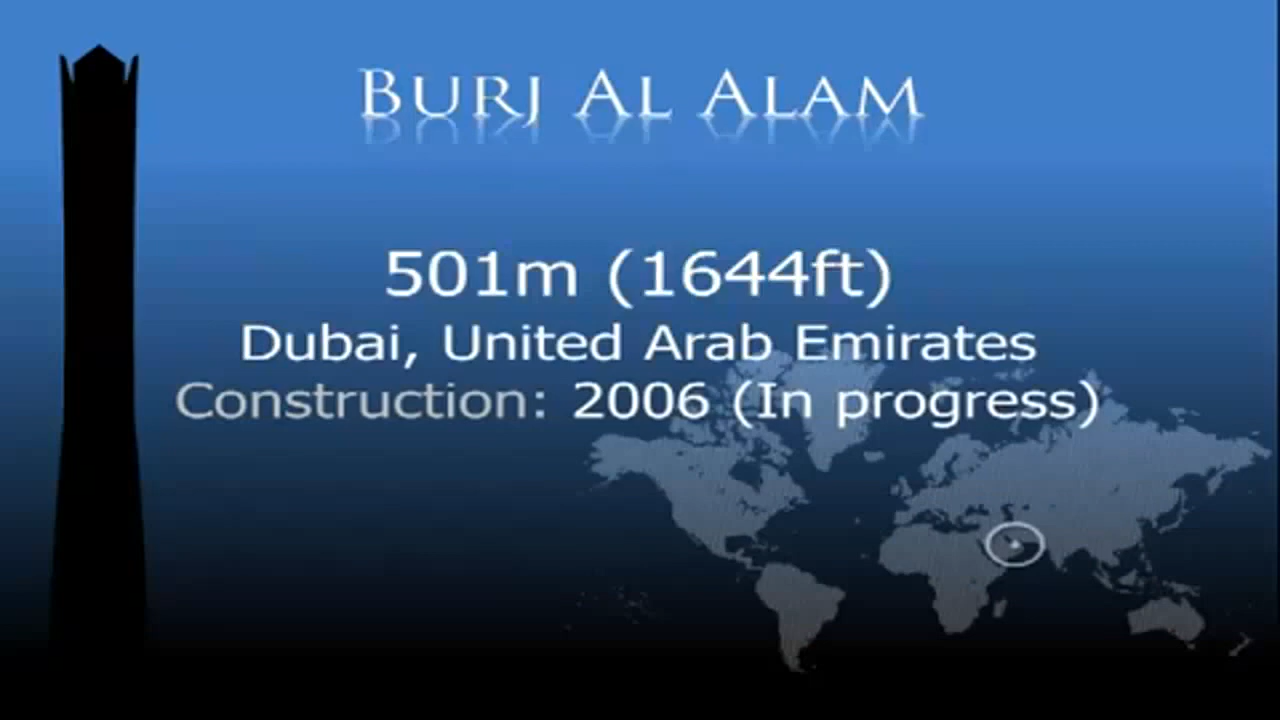 Burj Al Alam
501m (1644ft)
Dubai, United Arab Emirates
Construction: 2006 (In progress)